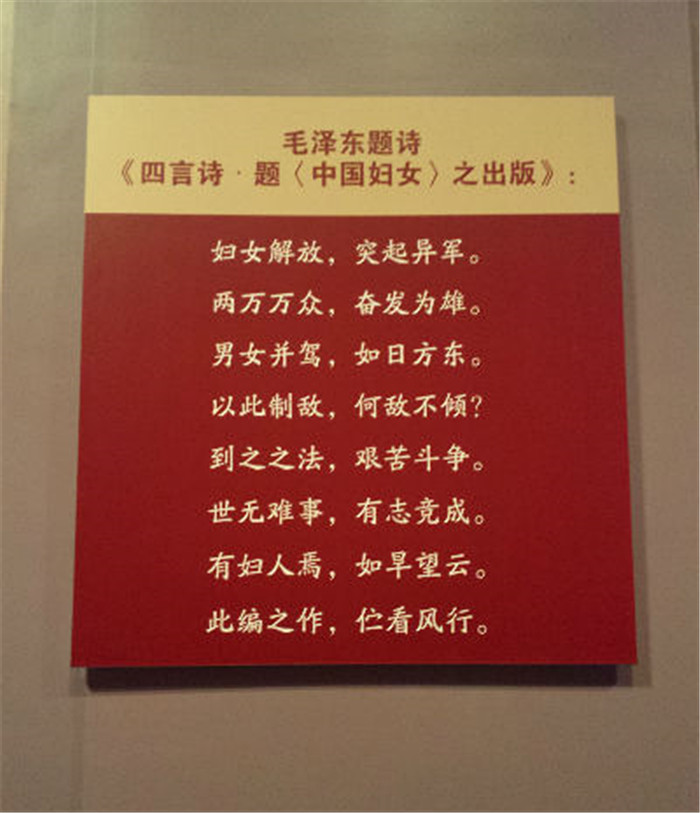 毛泽东题诗
《四言诗·题〈中国妇女〉之出版》:
妇女解放，突起异军。
两万万众，奋发为雄。
男女并驾，如日方东。
以此制敌，何敌不倾？
到之之法，艰苦斗争。
世无难事，有志竞成。
有妇人焉，如旱望云。
此编之作，伫看风行。